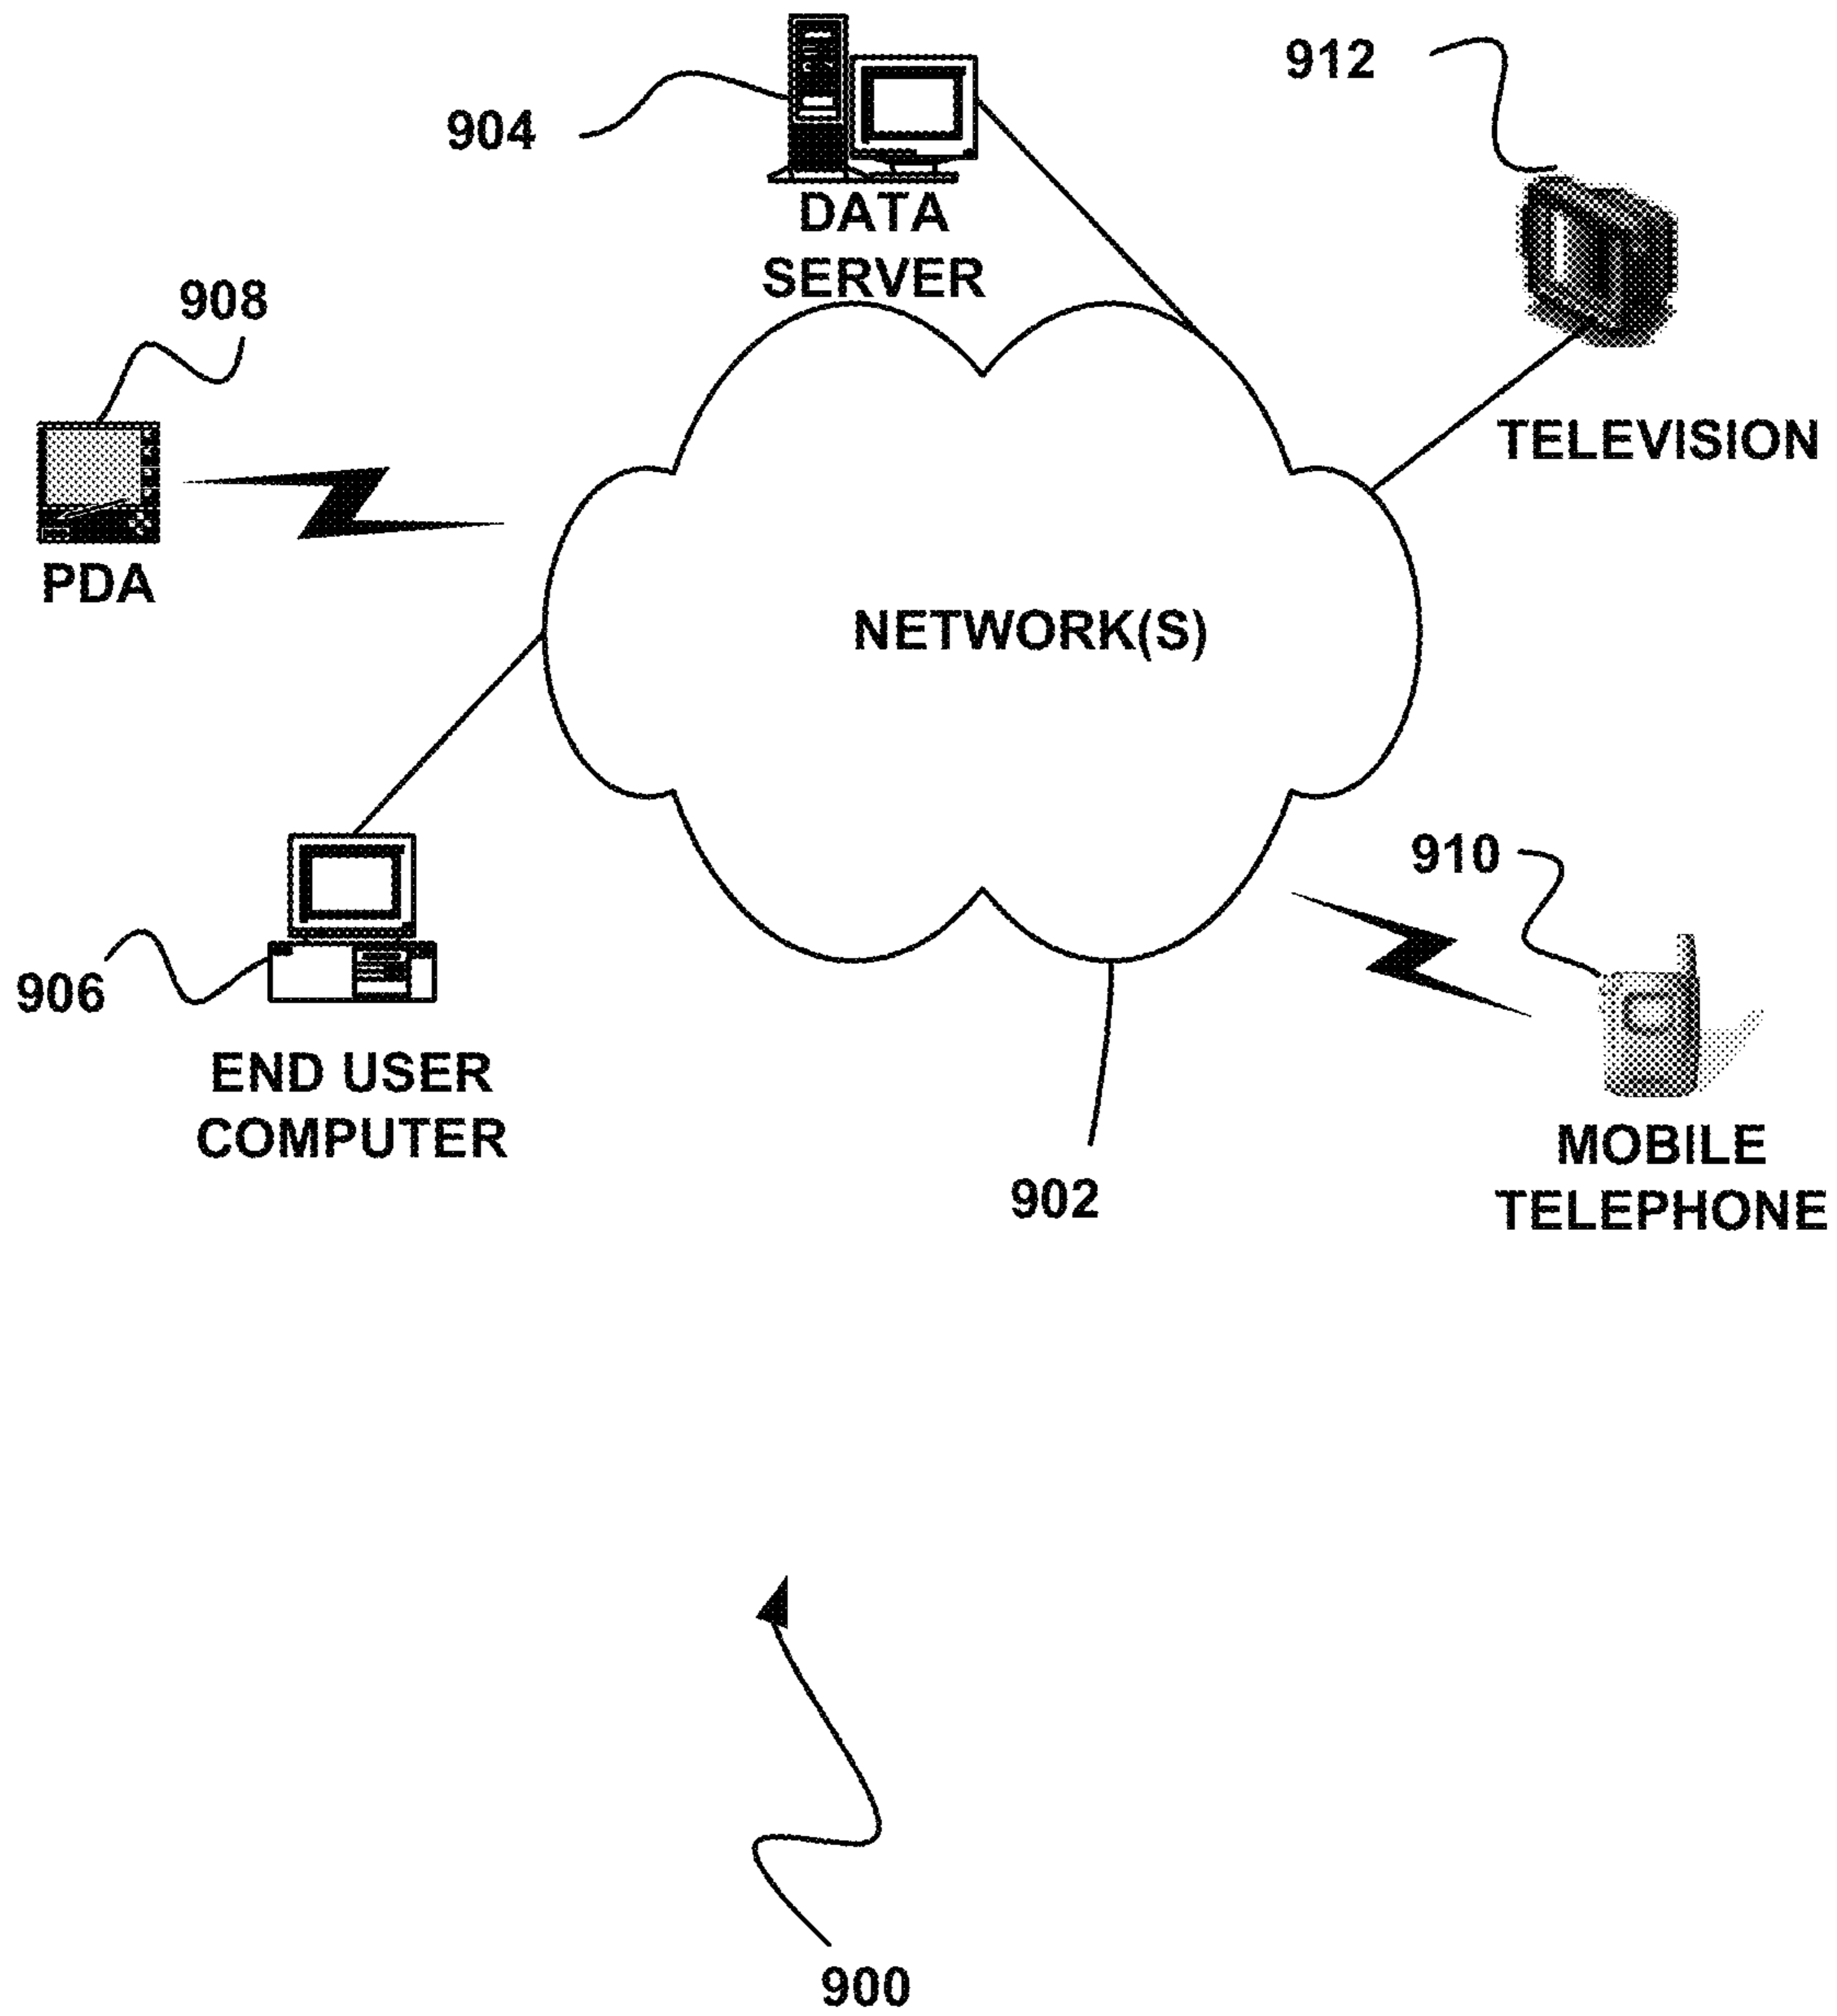 912
904
DATA
SERVER
908
TELEVISION
PDA
NETWORK(S)
910
906
END USER
COMPUTER
902
MOBILE
TELEPHONE
900